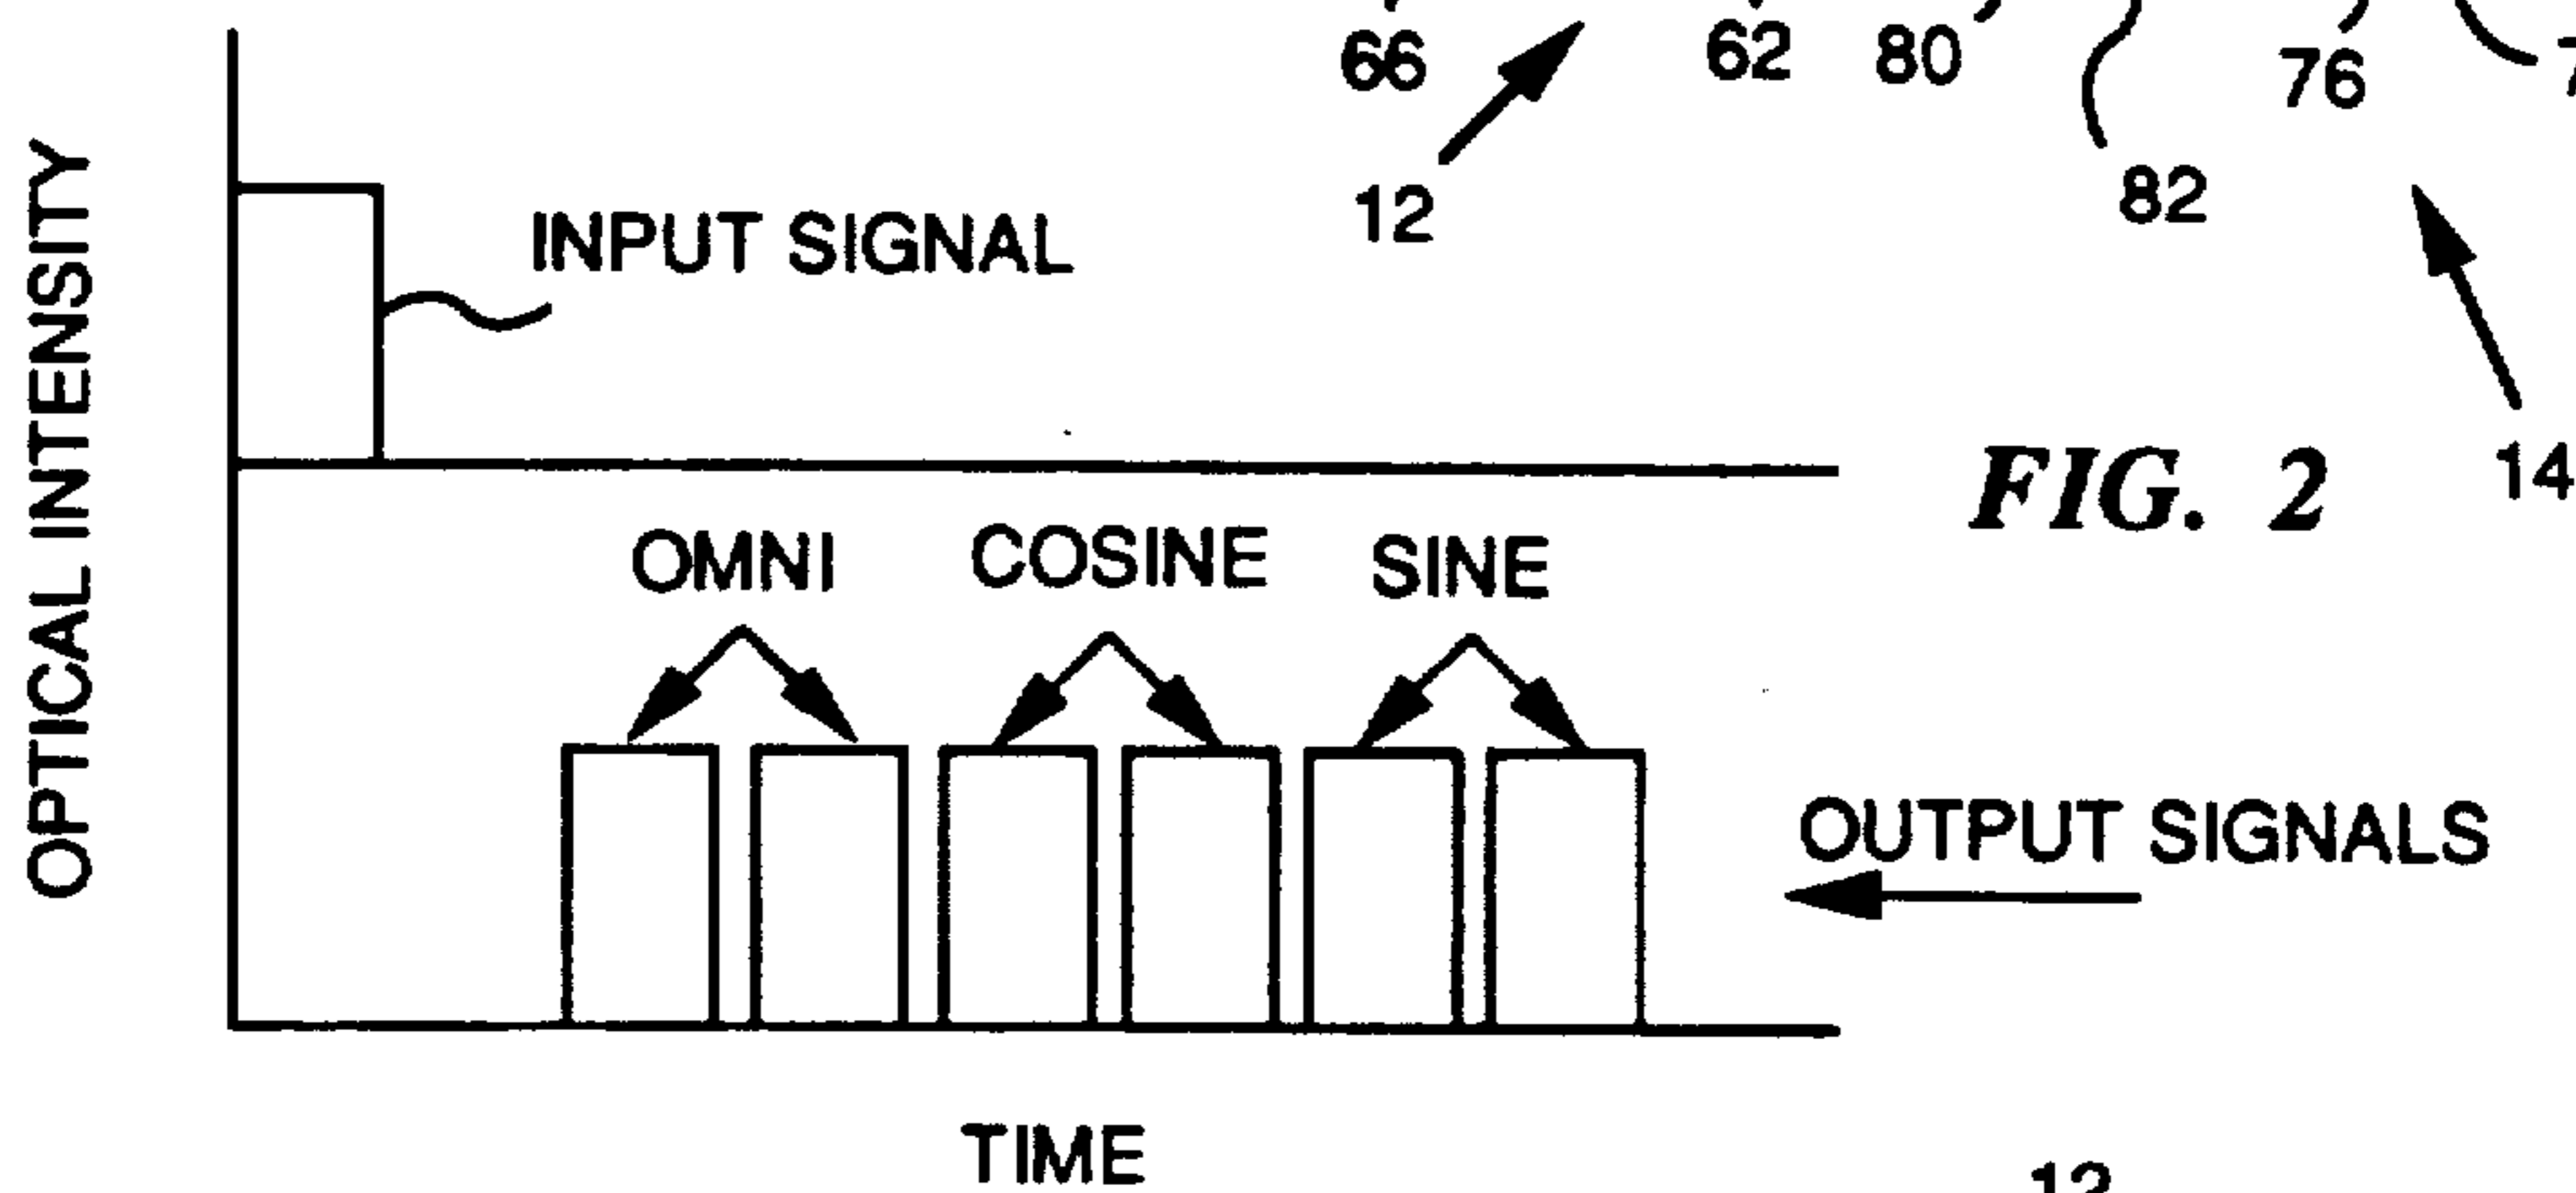 66
62
80
76
12
82
INPUT SIGNAL
OPTICAL INTENSITY
FIG. 2
14
OMNI
COSINE
SINE
OUTPUT SIGNALS
TIME